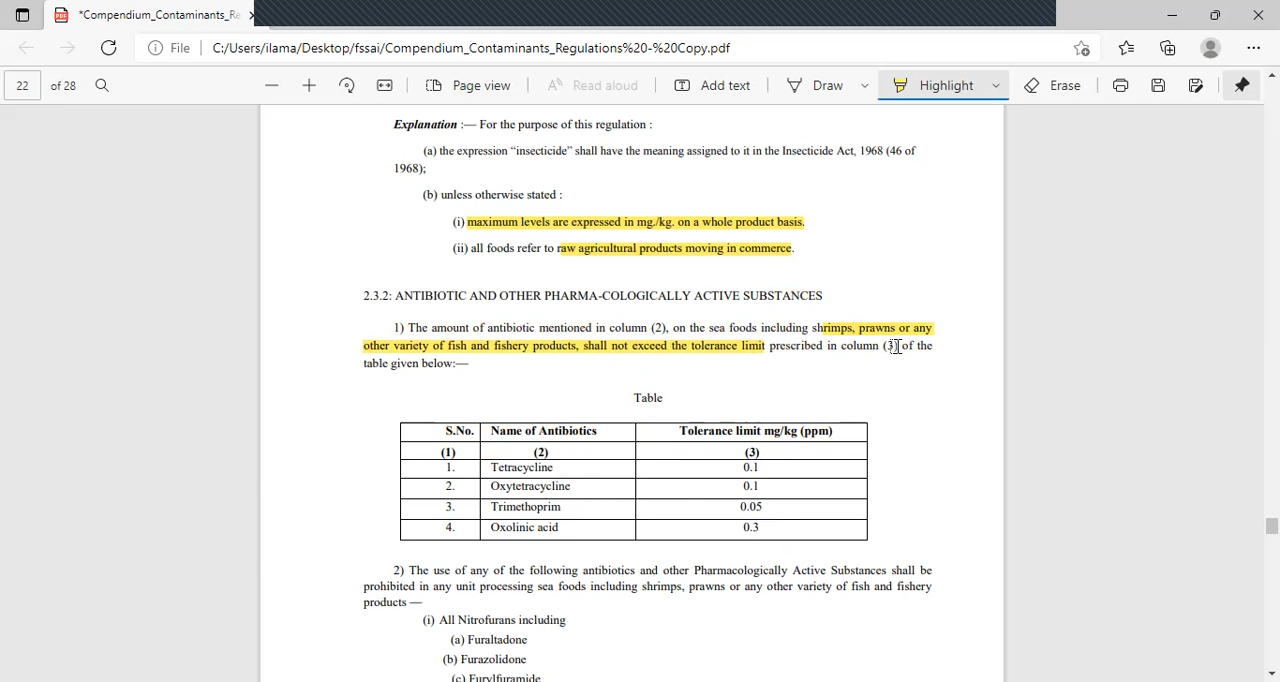 *Compendium_Contaminants_Re
File | C:/Users/ilama/Desktop/fssai/Compendium_Contaminants_Regulations%20-%20Copy.pdf
22 of 28 Page view Read aloud Add text Draw Highlight Erase
Explanation :— For the purpose of this regulation :
(a) the expression “insecticide” shall have the meaning assigned to it in the Insecticide Act, 1968 (46 of
1968);
(b) unless otherwise stated :
(i) maximum levels are expressed in mg./kg. on a whole product basis.
(ii) all foods refer to raw agricultural products moving in commerce.
2.3.2: ANTIBIOTIC AND OTHER PHARMA-COLOGICALLY ACTIVE SUBSTANCES
1) The amount of antibiotic mentioned in column (2), on the sea foods including shrimps, prawns or any
other variety of fish and fishery products, shall not exceed the tolerance limit prescribed in column (3) of the
table given below:—
Table
S.No. Name of Antibiotics Tolerance limit mg/kg (ppm)
(1) (2) (3)
1. Tetracycline 0.1
2. Oxytetracycline 0.1
3. Trimethoprim 0.05
4. Oxolinic acid 0.3
2) The use of any of the following antibiotics and other Pharmacologically Active Substances shall be
prohibited in any unit processing sea foods including shrimps, prawns or any other variety of fish and fishery
products —
(i) All Nitrofurans including
(a) Furaltadone
(b) Furazolidone
(c) Furylfuramide